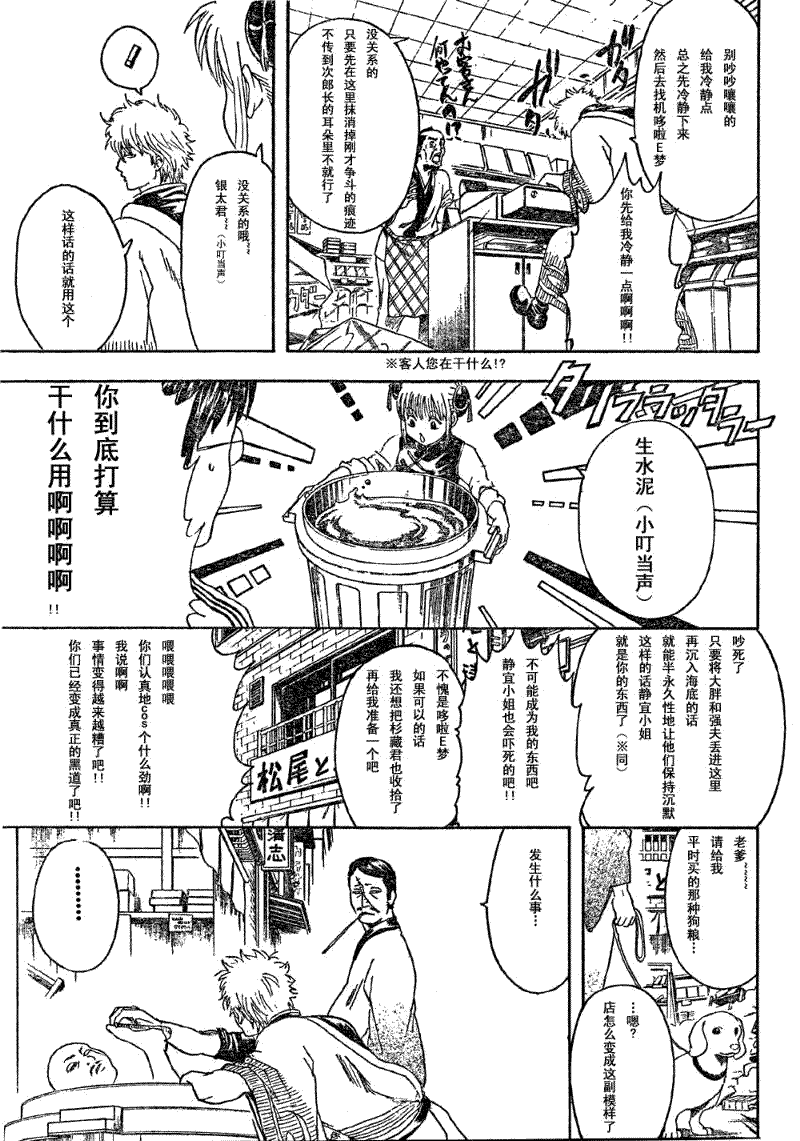 别吵吵嚷嚷的
给我冷静点
总之先冷静下来
然后去找机哆啦E梦
你先给我冷静一点啊啊啊!!
お客さん
何やてん!?
没关系的
只要先在这里抹消掉刚才争斗的痕迹
不传到次郎长的耳朵里不就行了
※客人您在干什么!?
没关系的哦~
银太君~~(小叮当声)
!
这样话的话就用这个
生水泥(小叮当声)
你到底打算
干什么用啊啊啊啊!!
吵死了
只要将大胖和强夫丢进这里
再沉入海底的话
就能半永久性地让他们保持沉默
这样的话静宜小姐
就是你的东西了(※同)
不可能成为我的东西吧
静宜小姐也会吓死的吧!!
不愧是哆啦E梦
如果可以的话
我还想把杉藏君也收拾了
再给我准备一个吧
松尾と
喂喂喂喂喂
你们认真地cos个什么劲啊!!
我说啊啊
事情变得越来越糟了吧!!
你们已经变成真正的黑道了吧!!
老爹~~~~
请给我
平时买的那种狗粮…
…嗯?
店怎么变成这副模样了
发生什么事…
藩志
………